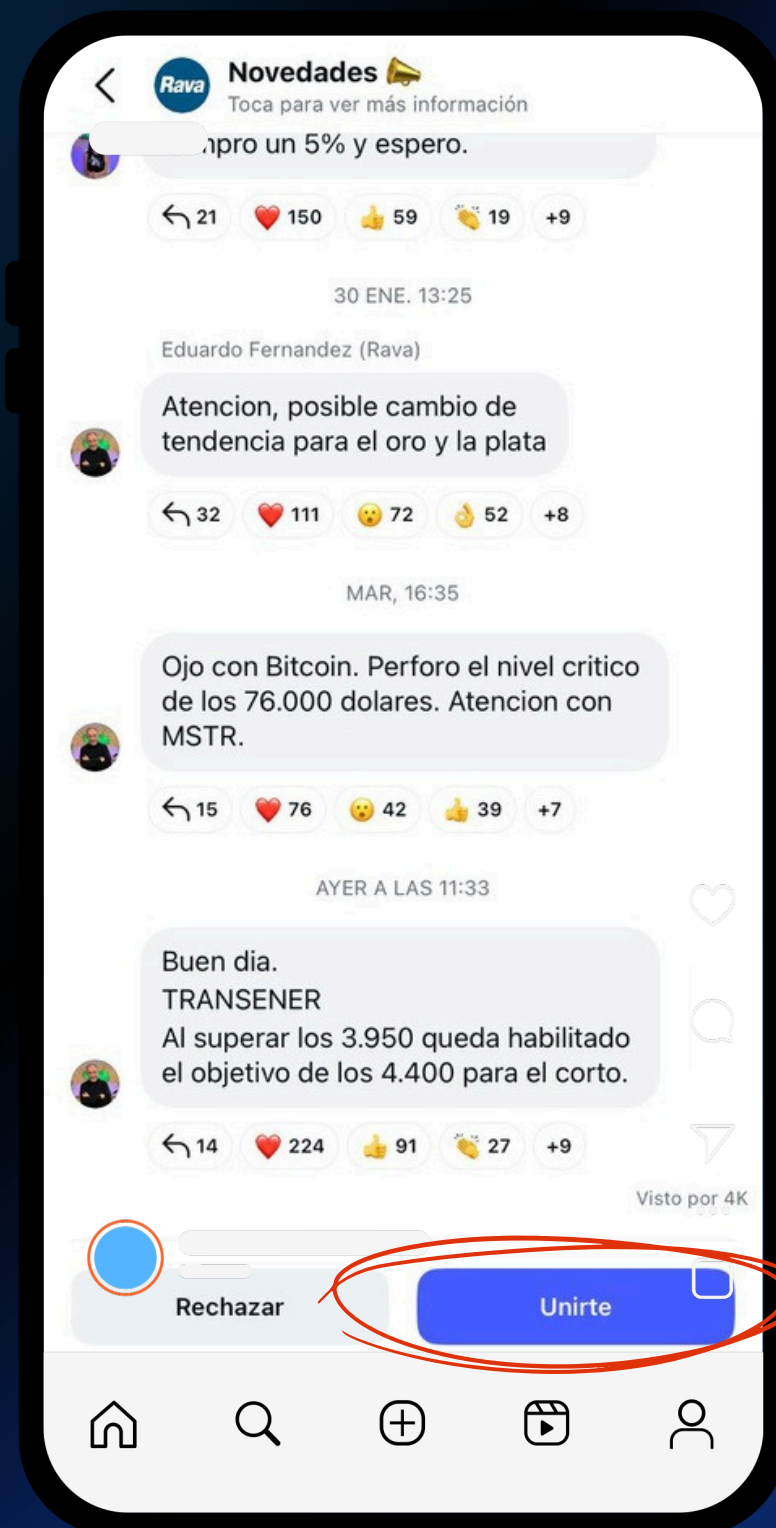 Rava
Novedades 📣
Toca para ver más información
un 5% y espero.
21 ❤️ 150 👍 59 👏 19 +9
30 ENE. 13:25
Eduardo Fernandez (Rava)
Atencion, posible cambio de
tendencia para el oro y la plata
32 ❤️ 111 😮 72 👌 52 +8
MAR, 16:35
Ojo con Bitcoin. Perforo el nivel critico
de los 76.000 dolares. Atencion con
MSTR.
15 ❤️ 76 😮 42 👍 39 +7
AYER A LAS 11:33
Buen dia.
TRANSENER
Al superar los 3.950 queda habilitado
el objetivo de los 4.400 para el corto.
14 ❤️ 224 👍 91 👏 27 +9
Visto por 4K
Rechazar
Unirte